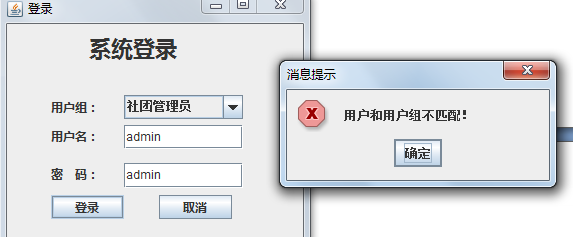 登录
系统登录
用户组： 社团管理员
用户名： admin
密 码： admin
登录 取消
消息提示
用户和用户组不匹配！
确定